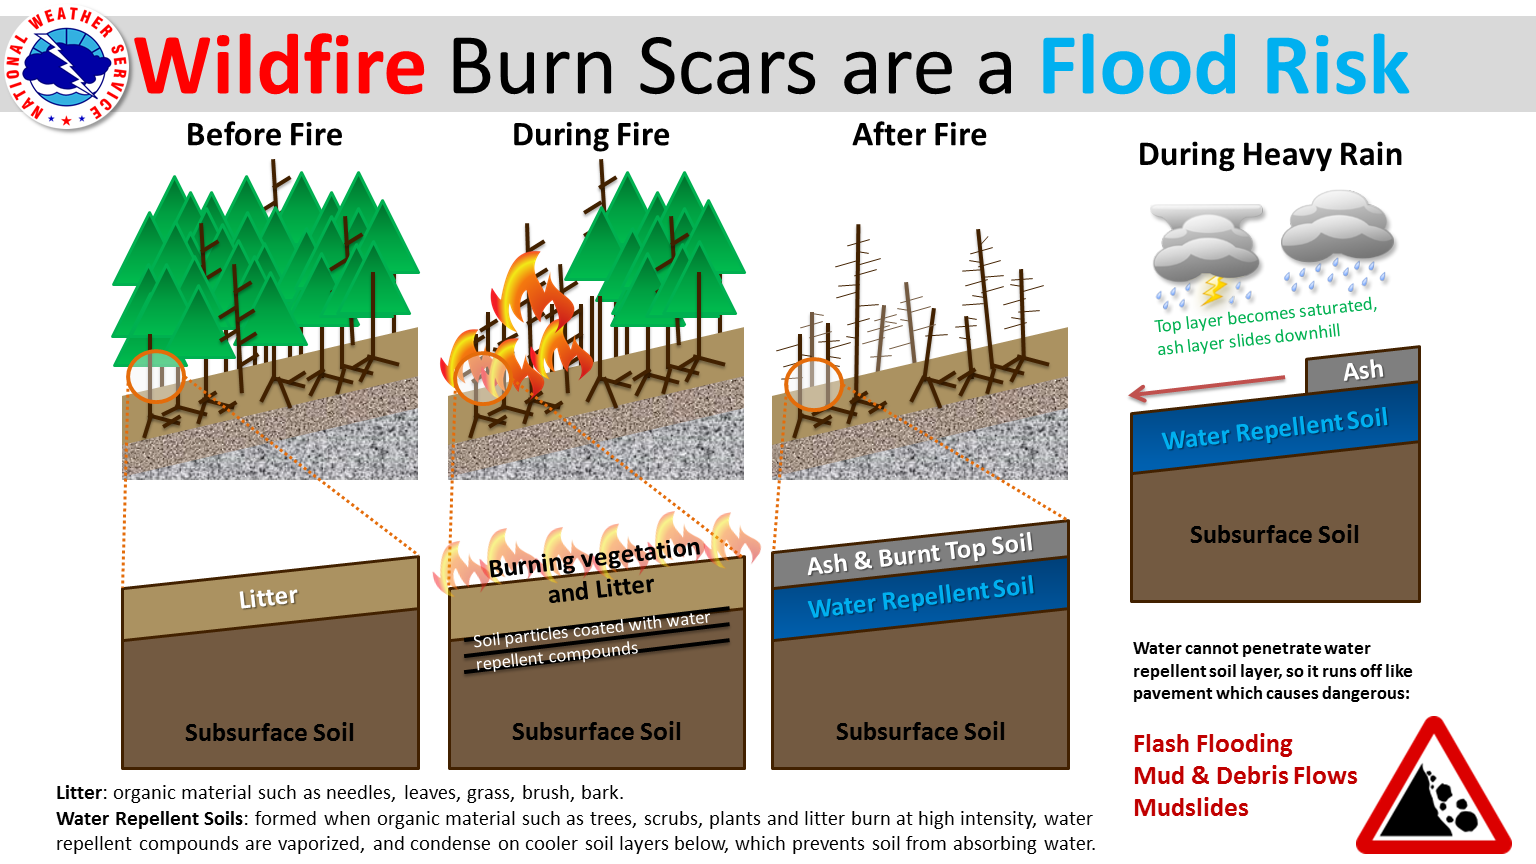 NATIONAL WEATHER SERVICE
Wildfire Burn Scars are a Flood Risk
Before Fire
During Fire
After Fire
During Heavy Rain
Top layer becomes saturated,
ash layer slides downhill
Ash
Water Repellent Soil
Subsurface Soil
Litter
Subsurface Soil
Burning vegetation
and Litter
Soil particles coated with water
repellent compounds
Subsurface Soil
Ash & Burnt Top Soil
Water Repellent Soil
Subsurface Soil
Water cannot penetrate water
repellent soil layer, so it runs off like
pavement which causes dangerous:
Flash Flooding
Mud & Debris Flows
Mudslides
Litter: organic material such as needles, leaves, grass, brush, bark.
Water Repellent Soils: formed when organic material such as trees, scrubs, plants and litter burn at high intensity, water
repellent compounds are vaporized, and condense on cooler soil layers below, which prevents soil from absorbing water.